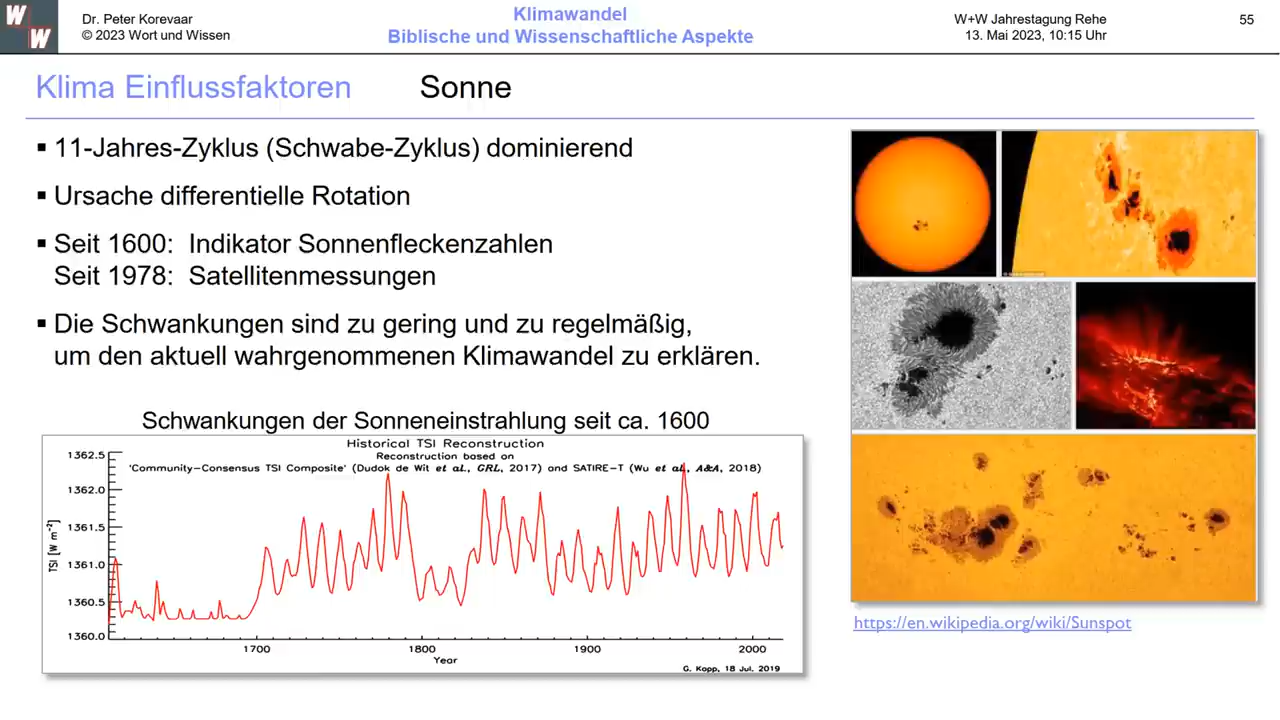 W W
Dr. Peter Korevaar
© 2023 Wort und Wissen
Klimawandel
Biblische und Wissenschaftliche Aspekte
W+W Jahrestagung Rehe
13. Mai 2023, 10:15 Uhr
55
Klima Einflussfaktoren Sonne
▪ 11-Jahres-Zyklus (Schwabe-Zyklus) dominierend
▪ Ursache differentielle Rotation
▪ Seit 1600: Indikator Sonnenfleckenzahlen
Seit 1978: Satellitenmessungen
▪ Die Schwankungen sind zu gering und zu regelmäßig,
um den aktuell wahrgenommenen Klimawandel zu erklären.
Schwankungen der Sonneneinstrahlung seit ca. 1600
Historical TSI Reconstruction
Reconstruction based on
'Community-Consensus TSI Composite' (Dudok de Wit et al., GRL, 2017) and SATIRE-T (Wu et al., A&A, 2018)
TSI [W m⁻²]
1362.5
1362.0
1361.5
1361.0
1360.5
1360.0
1700 1800 1900 2000
Year
G. Kopp, 18 Jul. 2019
https://en.wikipedia.org/wiki/Sunspot